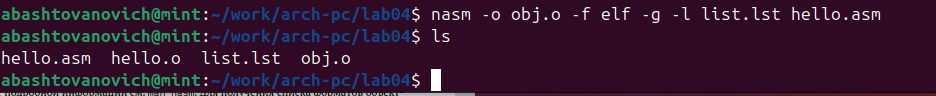 abashtovanovich@mint:~/work/arch-pc/lab04$ nasm -o obj.o -f elf -g -l list.lst hello.asm
abashtovanovich@mint:~/work/arch-pc/lab04$ ls
hello.asm  hello.o  list.lst  obj.o
abashtovanovich@mint:~/work/arch-pc/lab04$